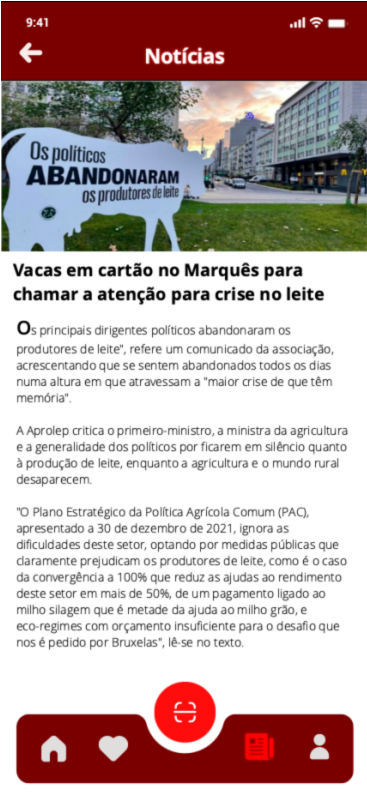 9:41
Notícias
Os políticos
ABANDONARAM
os produtores de leite
Vacas em cartão no Marquês para
chamar a atenção para crise no leite
Os principais dirigentes políticos abandonaram os
produtores de leite", refere um comunicado da associação,
acrescentando que se sentem abandonados todos os dias
numa altura em que atravessam a "maior crise de que têm
memória".
A Aprolep critica o primeiro-ministro, a ministra da agricultura
e a generalidade dos políticos por ficarem em silêncio quanto
à produção de leite, enquanto a agricultura e o mundo rural
desaparecem.
"O Plano Estratégico da Política Agrícola Comum (PAC),
apresentado a 30 de dezembro de 2021, ignora as
dificuldades deste setor, optando por medidas públicas que
claramente prejudicam os produtores de leite, como é o caso
da convergência a 100% que reduz as ajudas ao rendimento
deste setor em mais de 50%, de um pagamento ligado ao
milho silagem que é metade da ajuda ao milho grão, e
eco-regimes com orçamento insuficiente para o desafio que
nos é pedido por Bruxelas", lê-se no texto.